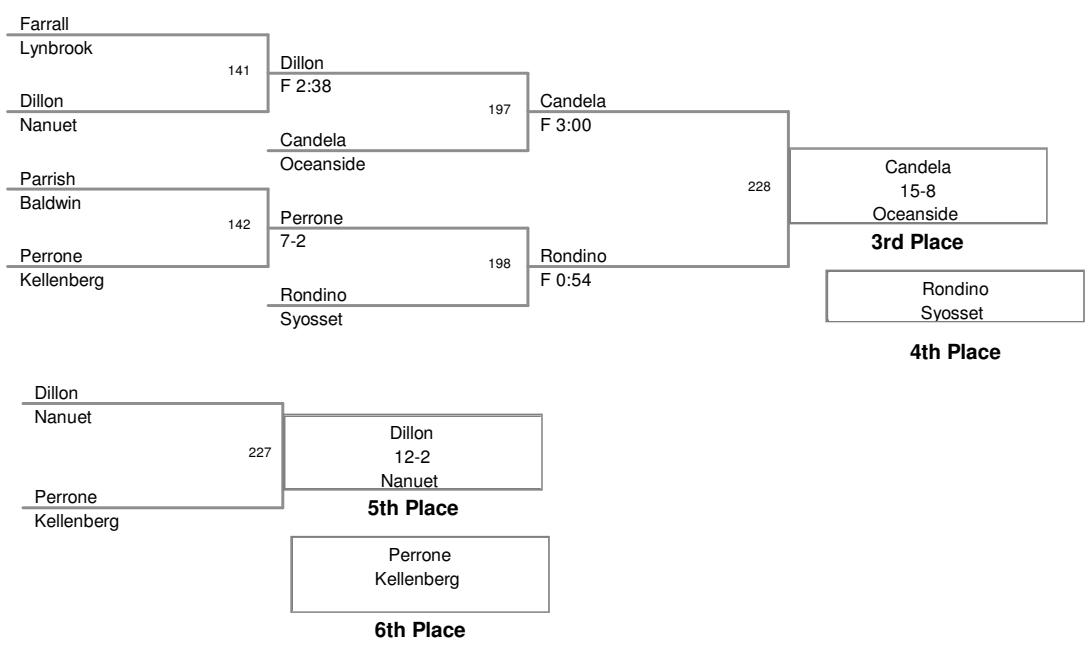 Farrall
Lynbrook
141
Dillon
Nanuet
Dillon
F 2:38
197
Candela
Oceanside
Parrish
Baldwin
142
Perrone
Kellenberg
Perrone
7-2
198
Rondino
Syosset
Candela
F 3:00
228
Rondino
F 0:54
Candela
15-8
Oceanside
3rd Place
Rondino
Syosset
4th Place
Dillon
Nanuet
227
Perrone
Kellenberg
Dillon
12-2
Nanuet
5th Place
Perrone
Kellenberg
6th Place